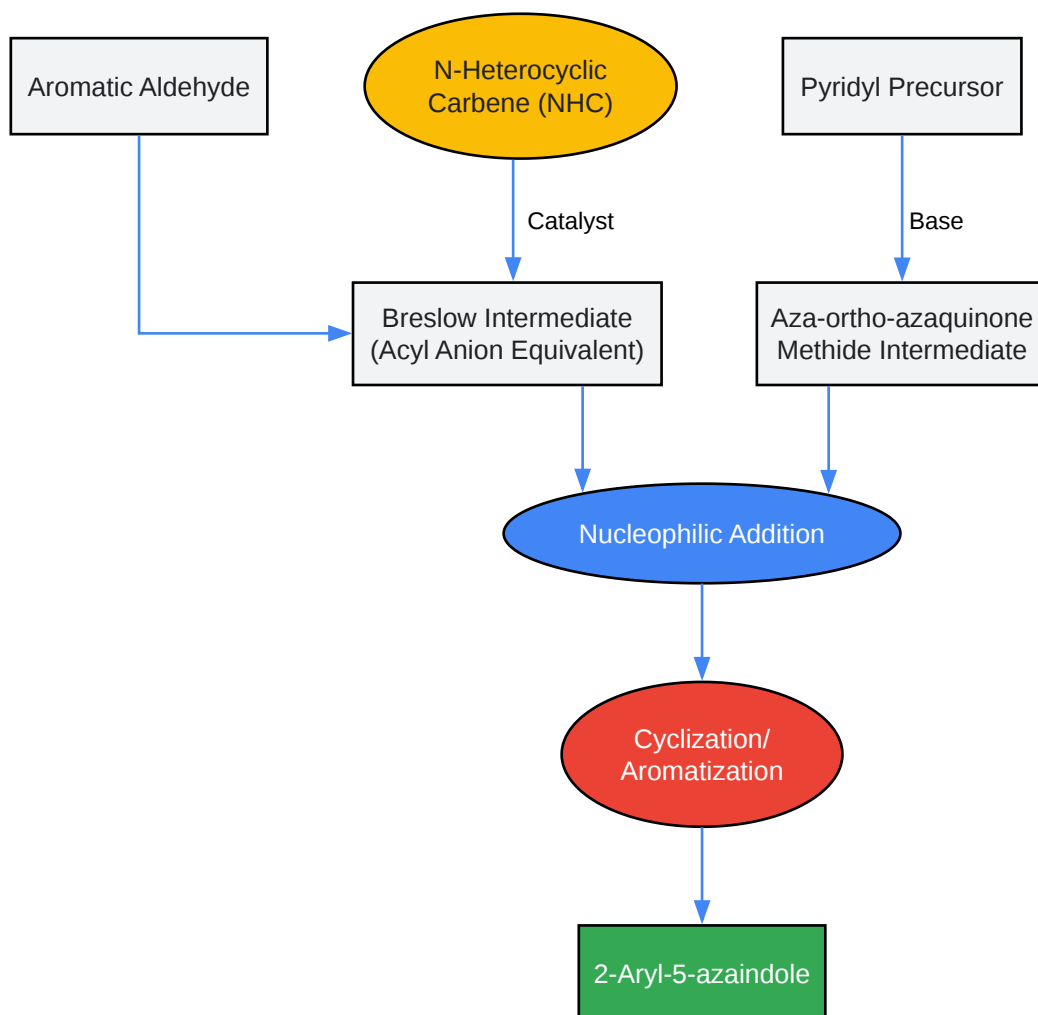 Aromatic Aldehyde
N-Heterocyclic
Carbene (NHC)
Pyridyl Precursor
Catalyst
Base
Breslow Intermediate
(Acyl Anion Equivalent)
Aza-ortho-azaquinone
Methide Intermediate
Nucleophilic Addition
Cyclization/
Aromatization
2-Aryl-5-azaindole